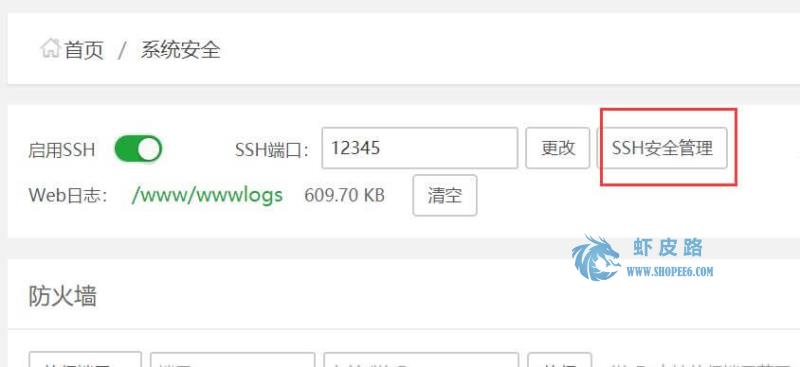 首页 / 系统安全
启用SSH SSH端口： 12345 更改 SSH安全管理
Web日志： /www/wwwlogs 609.70 KB 清空
虾皮路
WWW.SHOPEE6.COM
防火墙